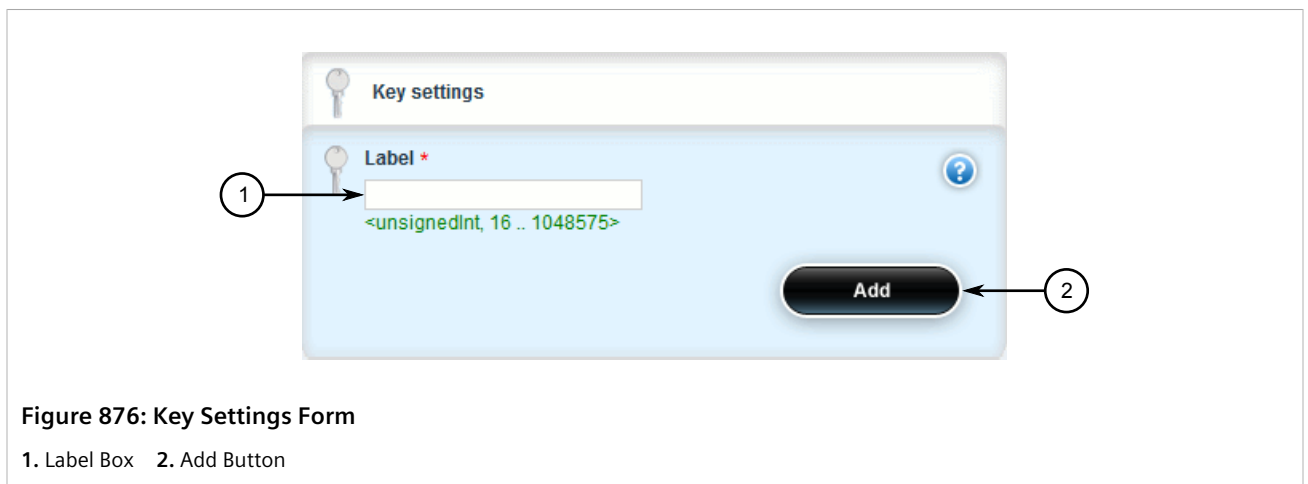 Key settings
Label *
1
<unsignedInt, 16 .. 1048575>
Add
2
Figure 876: Key Settings Form
1. Label Box 2. Add Button